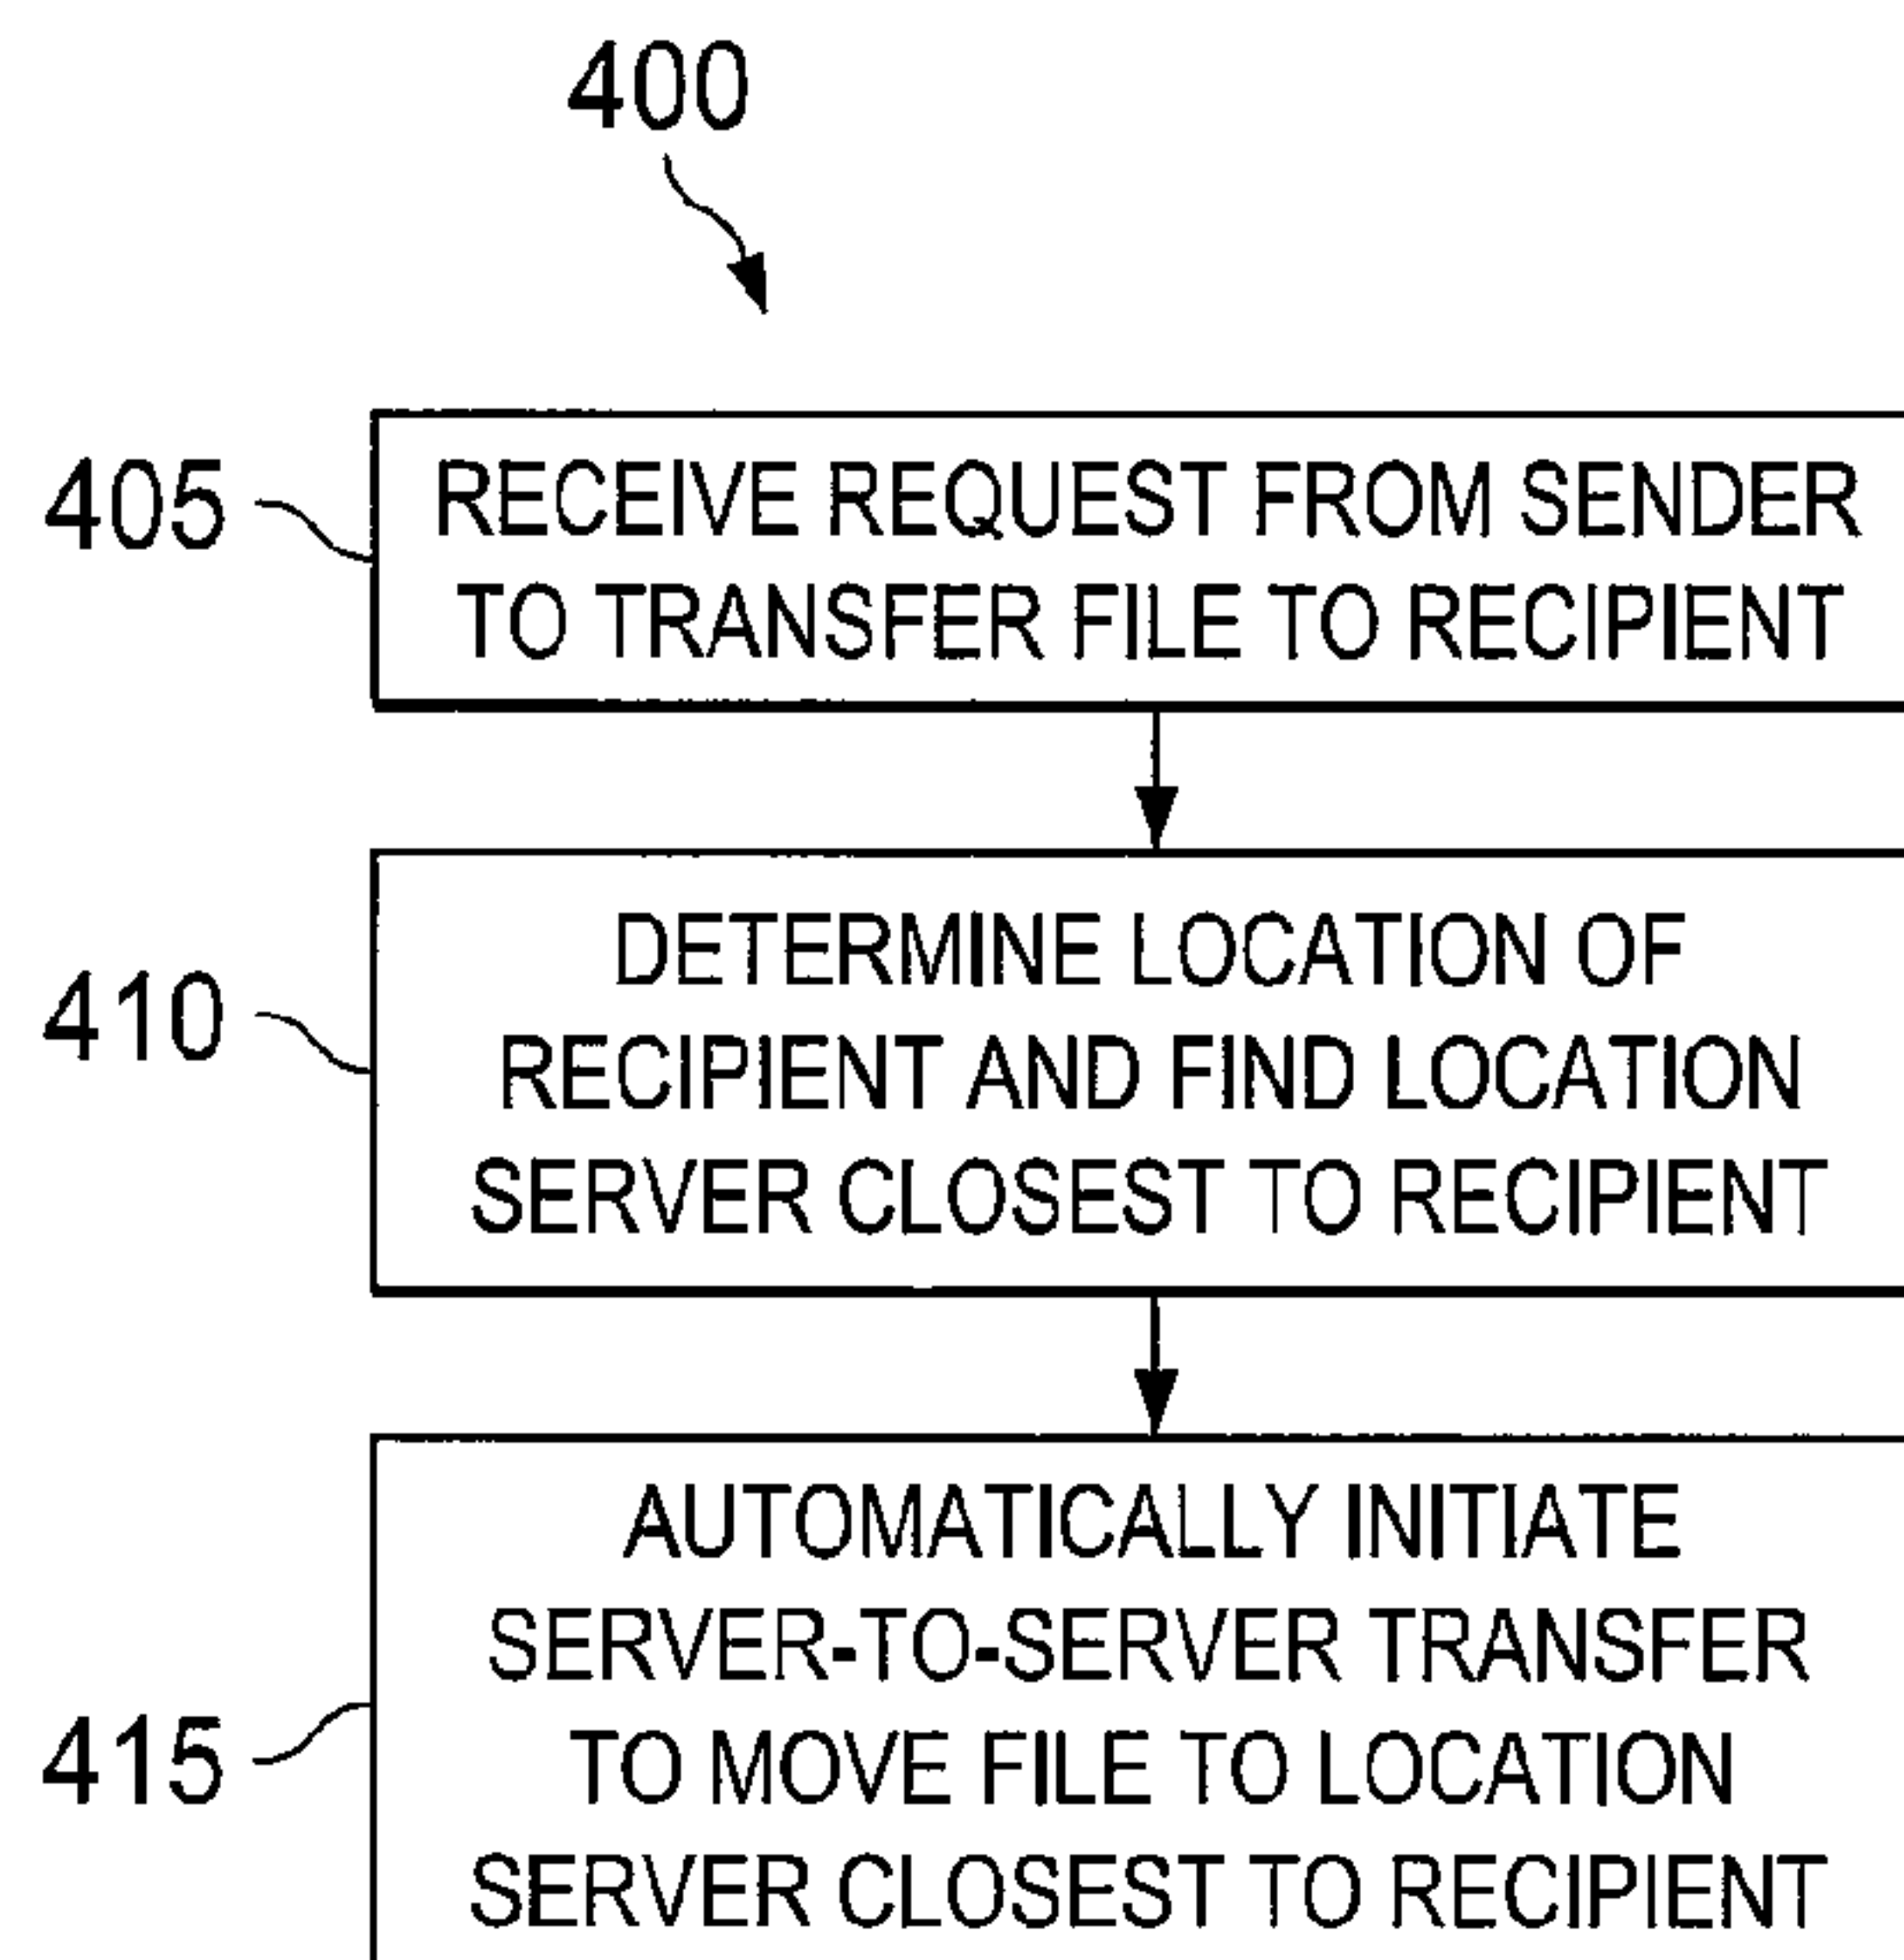 400
405
RECEIVE REQUEST FROM SENDER
TO TRANSFER FILE TO RECIPIENT
410
DETERMINE LOCATION OF
RECIPIENT AND FIND LOCATION
SERVER CLOSEST TO RECIPIENT
415
AUTOMATICALLY INITIATE
SERVER-TO-SERVER TRANSFER
TO MOVE FILE TO LOCATION
SERVER CLOSEST TO RECIPIENT